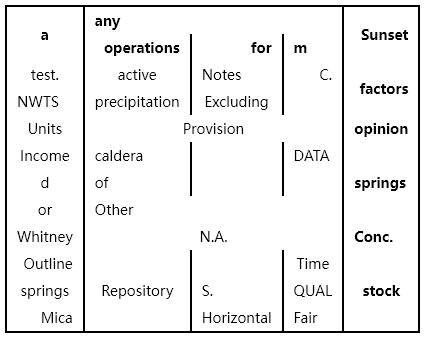 a any Sunset
operations for m
test. active Notes C. factors
NWTS precipitation Excluding
Units Provision opinion
Income caldera DATA
d of springs
or Other
Whitney N.A. Conc.
Outline Time
springs Repository S. QUAL stock
Mica Horizontal Fair